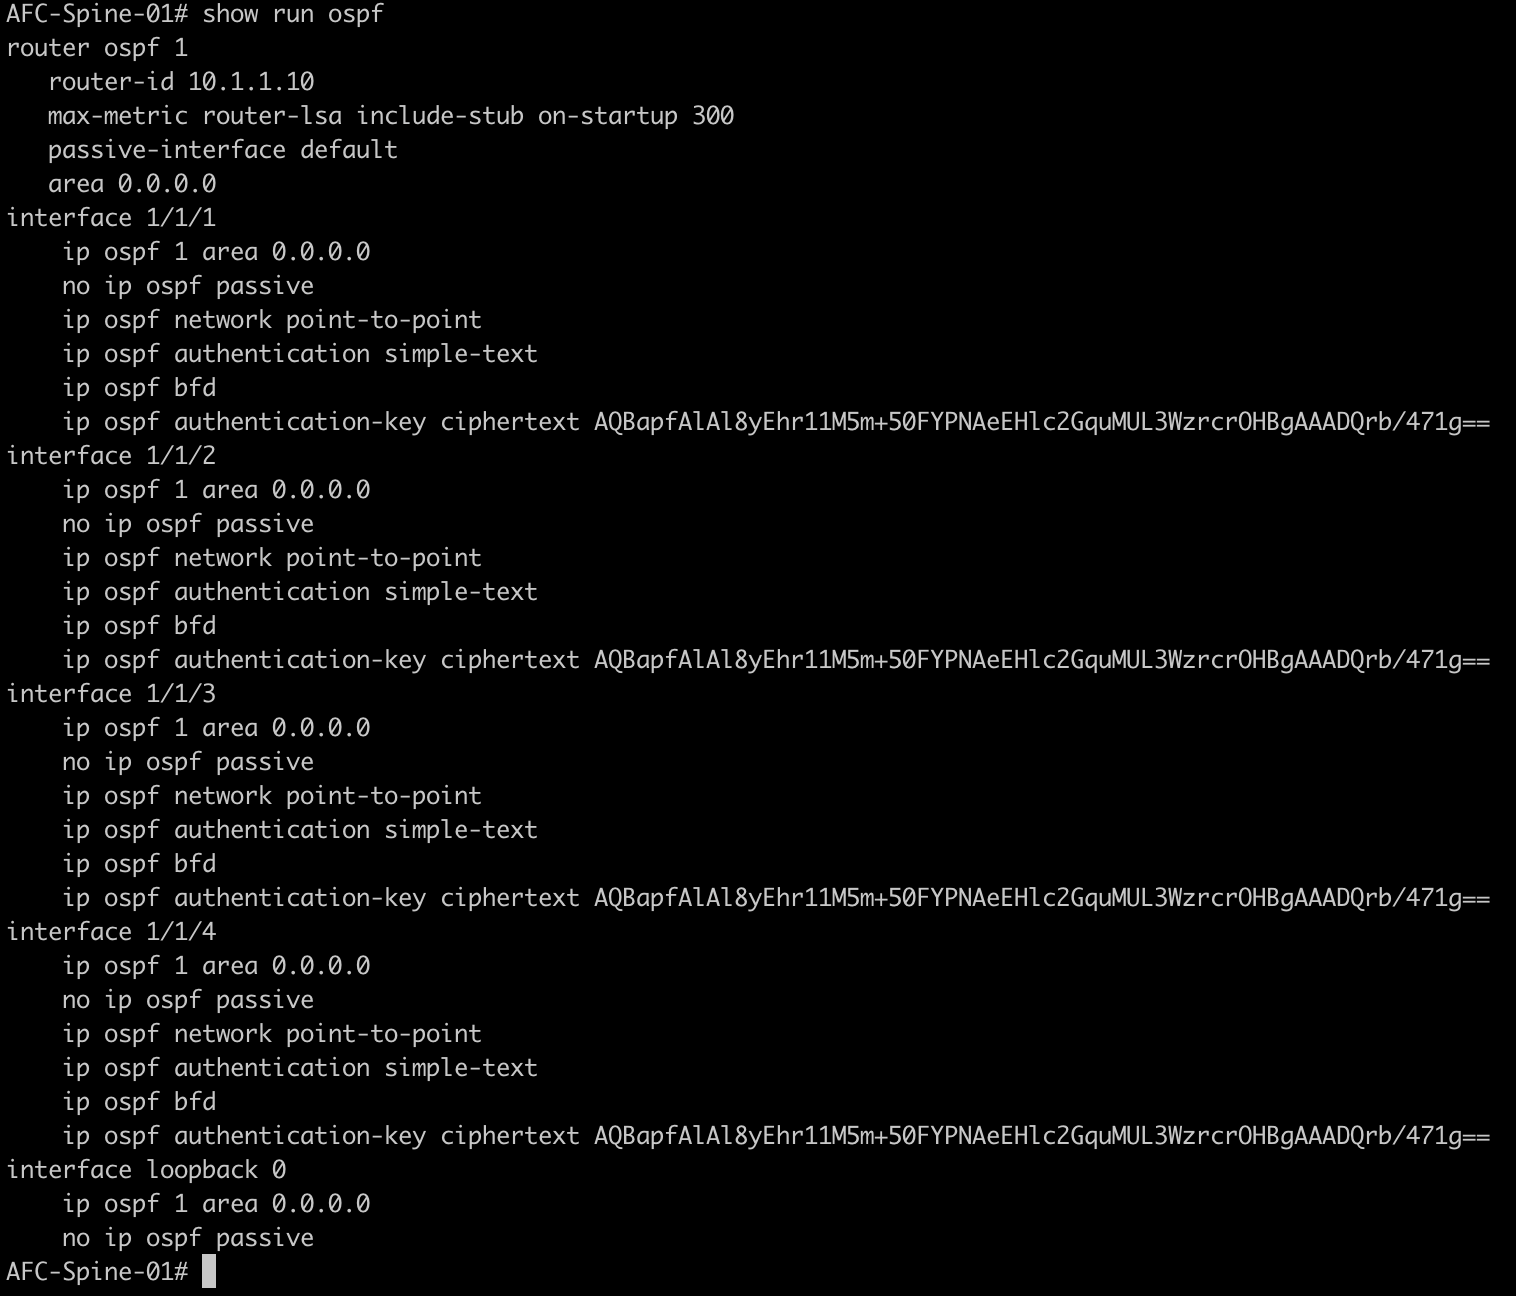 AFC-Spine-01# show run ospf
router ospf 1
router-id 10.1.1.10
max-metric router-lsa include-stub on-startup 300
passive-interface default
area 0.0.0.0
interface 1/1/1
ip ospf 1 area 0.0.0.0
no ip ospf passive
ip ospf network point-to-point
ip ospf authentication simple-text
ip ospf bfd
ip ospf authentication-key ciphertext AQBapfAlAl8yEhr11M5m+50FYPNAeEHlc2GquMUL3WzrcrOHBgAAADQrb/471g==
interface 1/1/2
ip ospf 1 area 0.0.0.0
no ip ospf passive
ip ospf network point-to-point
ip ospf authentication simple-text
ip ospf bfd
ip ospf authentication-key ciphertext AQBapfAlAl8yEhr11M5m+50FYPNAeEHlc2GquMUL3WzrcrOHBgAAADQrb/471g==
interface 1/1/3
ip ospf 1 area 0.0.0.0
no ip ospf passive
ip ospf network point-to-point
ip ospf authentication simple-text
ip ospf bfd
ip ospf authentication-key ciphertext AQBapfAlAl8yEhr11M5m+50FYPNAeEHlc2GquMUL3WzrcrOHBgAAADQrb/471g==
interface 1/1/4
ip ospf 1 area 0.0.0.0
no ip ospf passive
ip ospf network point-to-point
ip ospf authentication simple-text
ip ospf bfd
ip ospf authentication-key ciphertext AQBapfAlAl8yEhr11M5m+50FYPNAeEHlc2GquMUL3WzrcrOHBgAAADQrb/471g==
interface loopback 0
ip ospf 1 area 0.0.0.0
no ip ospf passive
AFC-Spine-01#